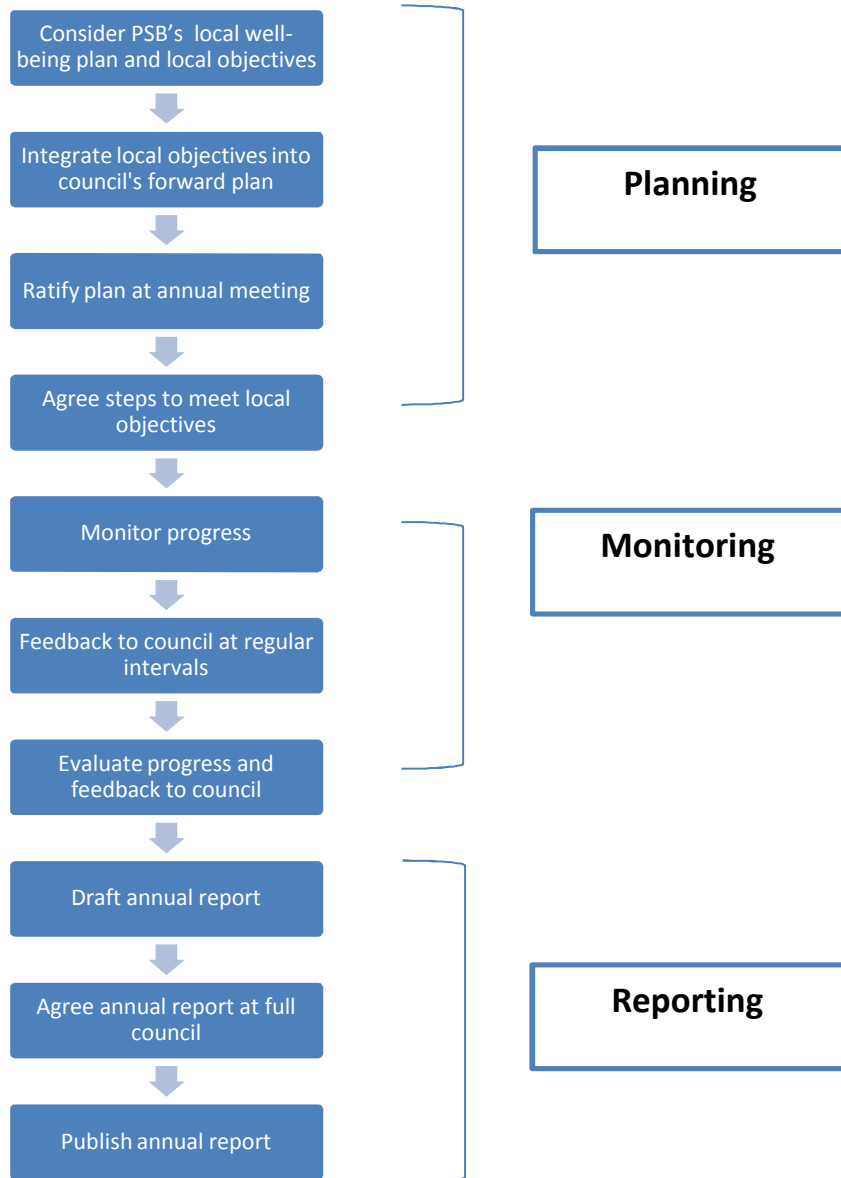 Consider PSB's local well-
being plan and local objectives
Integrate local objectives into
council's forward plan
Planning
Ratify plan at annual meeting
Agree steps to meet local
objectives
Monitor progress
Monitoring
Feedback to council at regular
intervals
Evaluate progress and
feedback to council
Draft annual report
Agree annual report at full
council
Reporting
Publish annual report